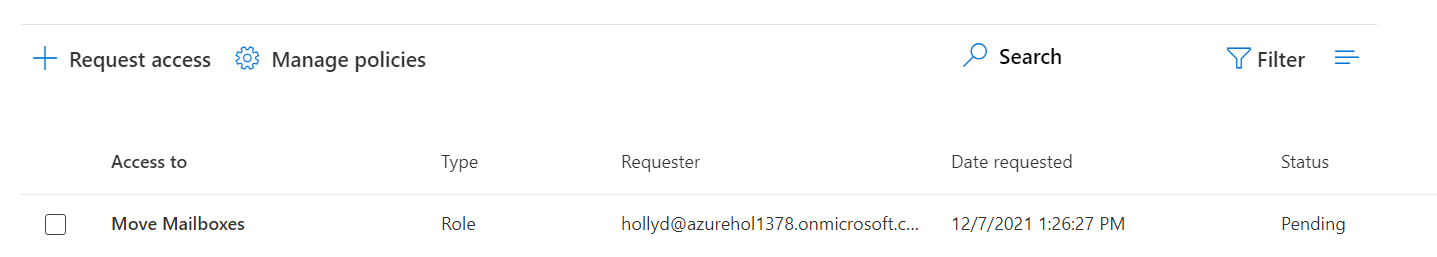 Request access Manage policies Search Filter
Access to Type Requester Date requested Status
Move Mailboxes Role hollyd@azurehol1378.onmicrosoft.c... 12/7/2021 1:26:27 PM Pending